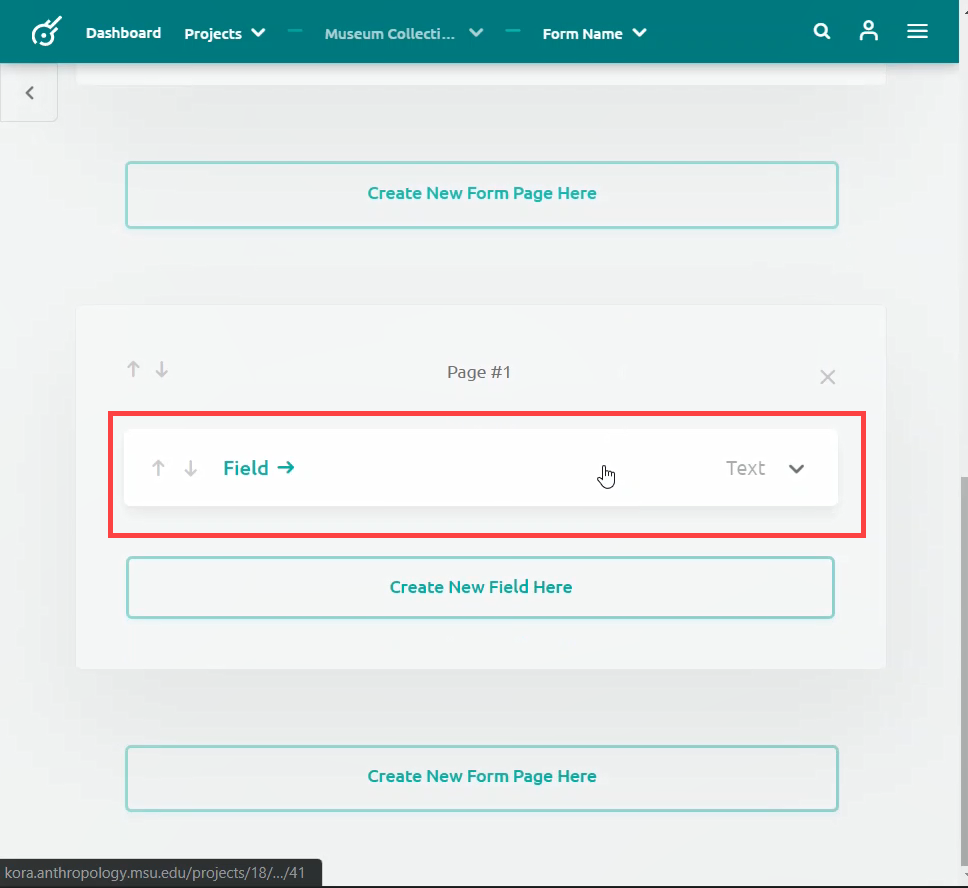 Dashboard Projects Museum Collecti... Form Name
Create New Form Page Here
Page #1
Field Text
Create New Field Here
Create New Form Page Here
kora.anthropology.msu.edu/projects/18/.../41